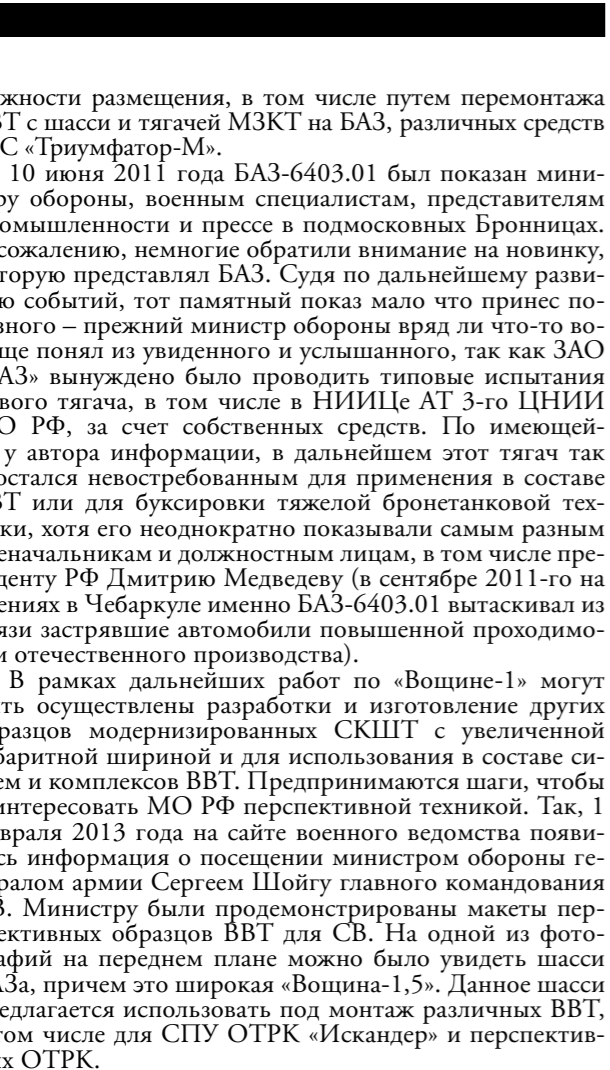 жности размещения, в том числе путем перемонтажа
ВТ с шасси и тягачей МЗКТ на БАЗ, различных средств
С «Триумфатор-М».
10 июня 2011 года БАЗ-6403.01 был показан мини-
ру обороны, военным специалистам, представителям
омышленности и прессе в подмосковных Бронницах.
сожалению, немногие обратили внимание на новинку,
торую представлял БАЗ. Судя по дальнейшему разви-
ю событий, тот памятный показ мало что принес по-
зного – прежний министр обороны вряд ли что-то во-
ще понял из увиденного и услышанного, так как ЗАО
АЗ» вынуждено было проводить типовые испытания
вого тягача, в том числе в НИИЦе АТ 3-го ЦНИИ
О РФ, за счет собственных средств. По имеющей-
у автора информации, в дальнейшем этот тягач так
остался невостребованным для применения в составе
ВТ или для буксировки тяжелой бронетанковой тех-
ки, хотя его неоднократно показывали самым разным
еначальникам и должностным лицам, в том числе пре-
денту РФ Дмитрию Медведеву (в сентябре 2011-го на
ениях в Чебаркуле именно БАЗ-6403.01 вытаскивал из
язи застрявшие автомобили повышенной проходимо-
и отечественного производства).
В рамках дальнейших работ по «Вощине-1» могут
ть осуществлены разработки и изготовление других
разцов модернизированных СКШТ с увеличенной
баритной шириной и для использования в составе си-
ем и комплексов ВВТ. Предпринимаются шаги, чтобы
интересовать МО РФ перспективной техникой. Так, 1
враля 2013 года на сайте военного ведомства появи-
сь информация о посещении министром обороны ге-
ралом армии Сергеем Шойгу главного командования
В. Министру были продемонстрированы макеты пер-
ективных образцов ВВТ для СВ. На одной из фото-
афий на переднем плане можно было увидеть шасси
АЗа, причем это широкая «Вощина-1,5». Данное шасси
едлагается использовать под монтаж различных ВВТ,
том числе для СПУ ОТРК «Искандер» и перспектив-
х ОТРК.